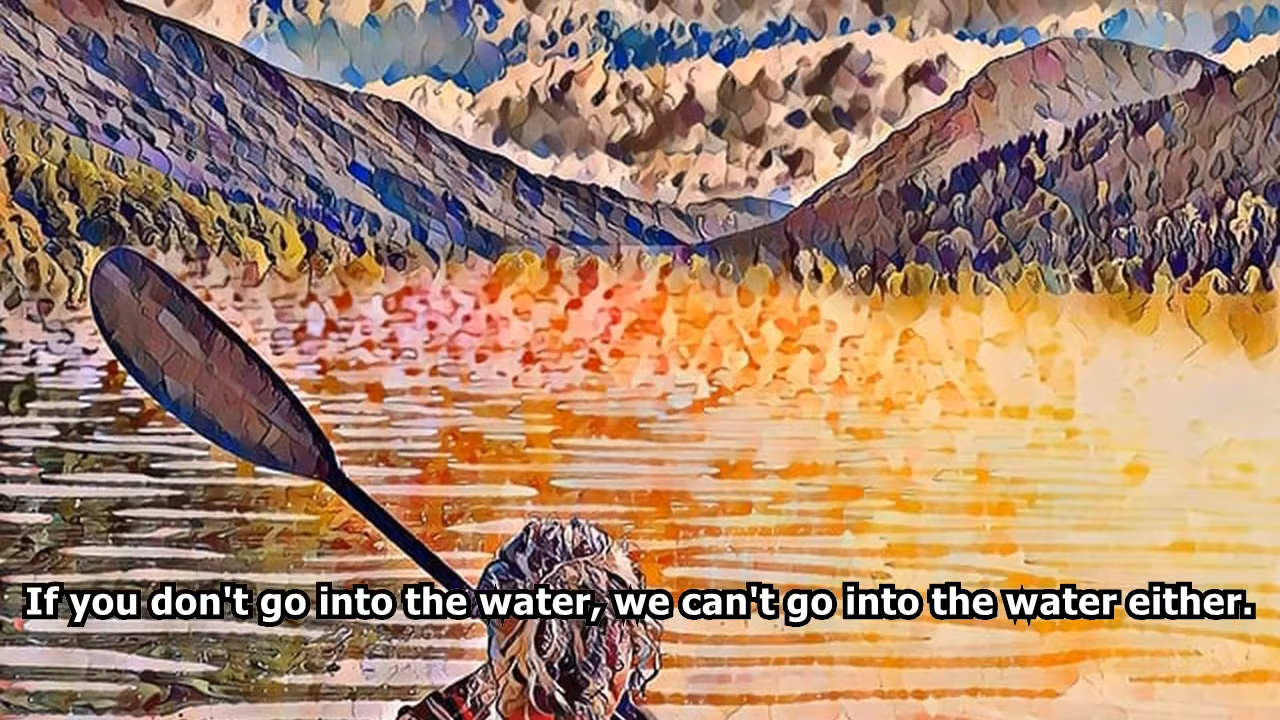 If you don't go into the water, we can't go into the water either.